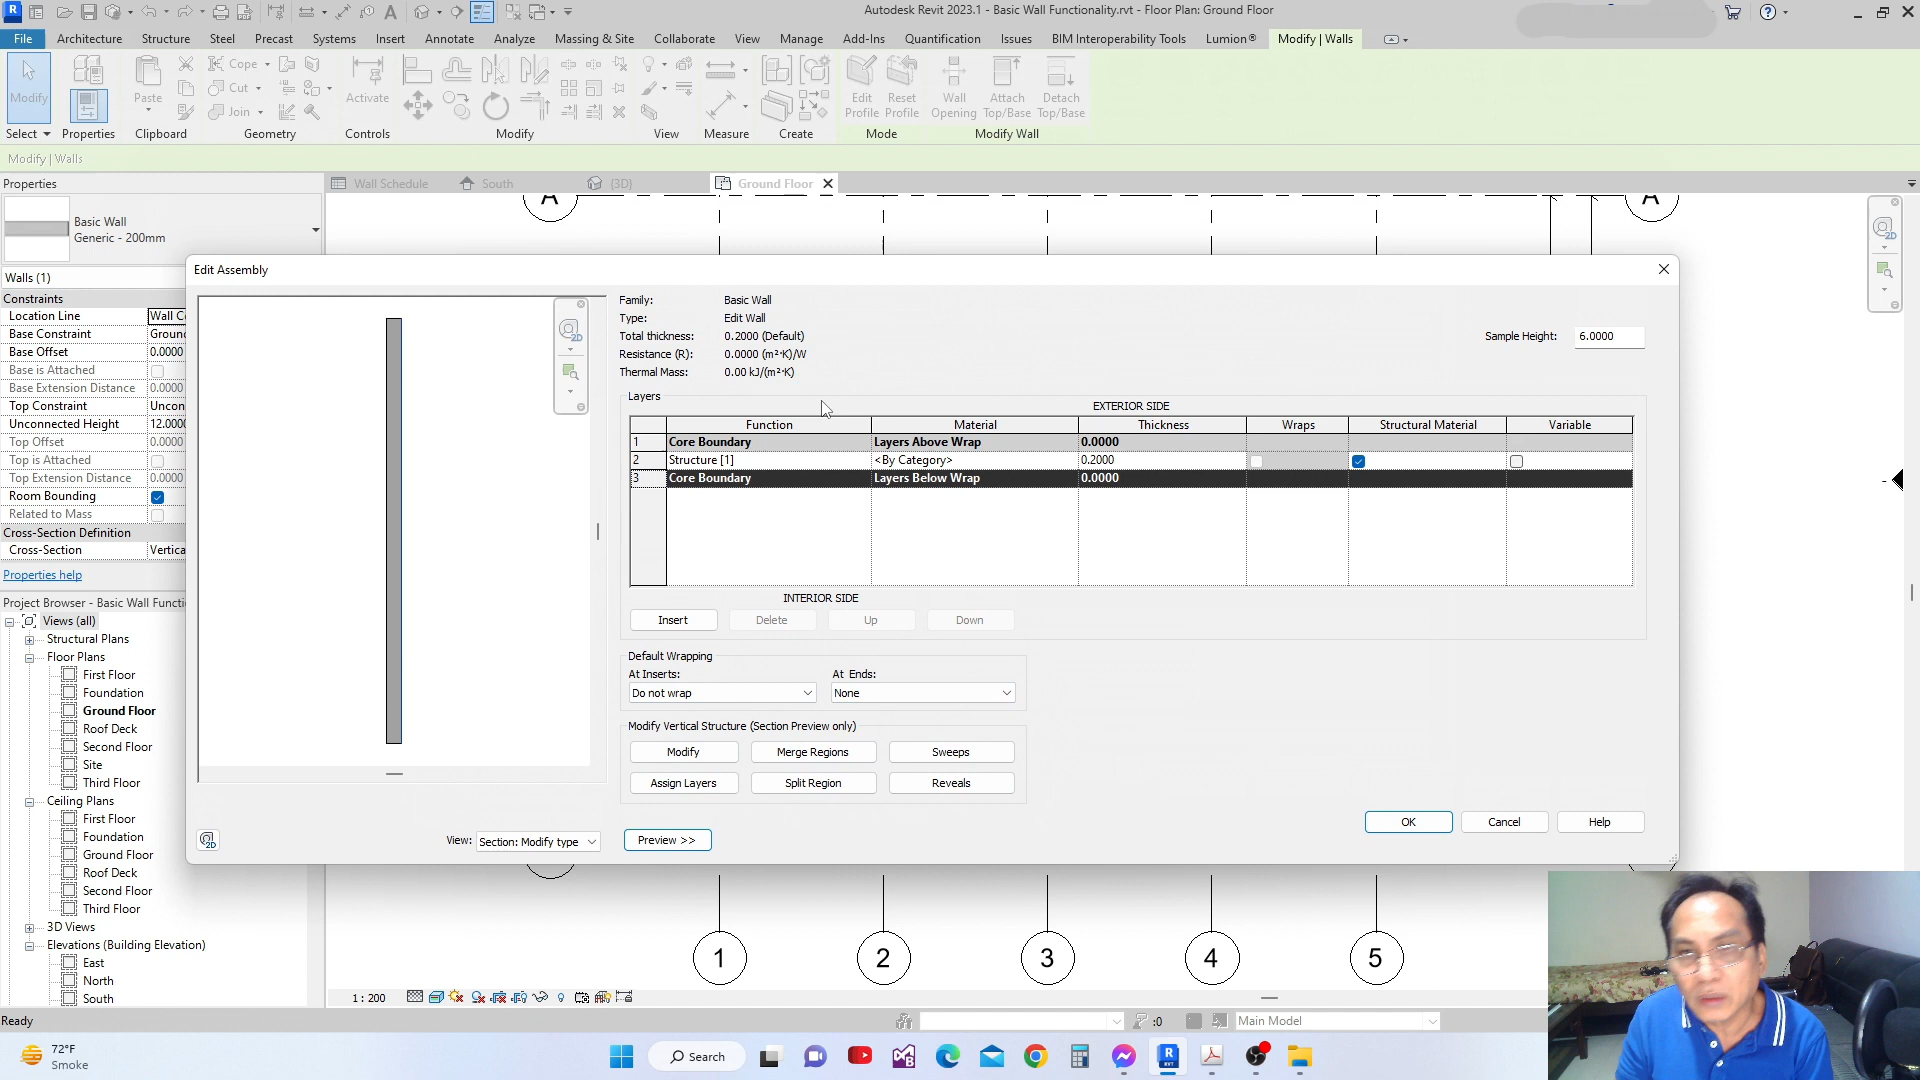 Autodesk Revit 2023.1 - Basic Wall Functionality.rvt - Floor Plan: Ground Floor
File Architecture Structure Steel Precast Systems Insert Annotate Analyze Massing & Site Collaborate View Manage Add-Ins Quantification Issues BIM Interoperability Tools Lumion® Modify | Walls
Modify Paste Cope Cut Join Activate
Edit Profile Reset Profile Wall Opening Attach Top/Base Detach Top/Base
Select Properties Clipboard Geometry Controls Modify View Measure Create Mode Modify Wall
Modify | Walls
Properties
Wall Schedule South {3D} Ground Floor
Basic Wall
Generic - 200mm
Walls (1)
Constraints
Location Line Wall C
Base Constraint Groun
Base Offset 0.0000
Base is Attached
Base Extension Distance 0.0000
Top Constraint Uncon
Unconnected Height 12.0000
Top Offset 0.0000
Top is Attached
Top Extension Distance 0.0000
Room Bounding
Related to Mass
Cross-Section Definition
Cross-Section Vertica
Properties help
Project Browser - Basic Wall Functi
Views (all)
Structural Plans
Floor Plans
First Floor
Foundation
Ground Floor
Roof Deck
Second Floor
Site
Third Floor
Ceiling Plans
First Floor
Foundation
Ground Floor
Roof Deck
Second Floor
Third Floor
3D Views
Elevations (Building Elevation)
East
North
South
A A
Edit Assembly
Family: Basic Wall
Type: Edit Wall
Total thickness: 0.2000 (Default)
Resistance (R): 0.0000 (m²·K)/W
Thermal Mass: 0.00 kJ/(m²·K)
Sample Height: 6.0000
Layers
EXTERIOR SIDE
Function Material Thickness Wraps Structural Material Variable
1 Core Boundary Layers Above Wrap 0.0000
2 Structure [1] <By Category> 0.2000
3 Core Boundary Layers Below Wrap 0.0000
INTERIOR SIDE
Insert Delete Up Down
Default Wrapping
At Inserts: At Ends:
Do not wrap None
Modify Vertical Structure (Section Preview only)
Modify Merge Regions Sweeps
Assign Layers Split Region Reveals
OK Cancel Help
View: Section: Modify type Preview >>
1 2 3 4 5
1 : 200
Ready
:0 Main Model
72°F
Smoke
Search